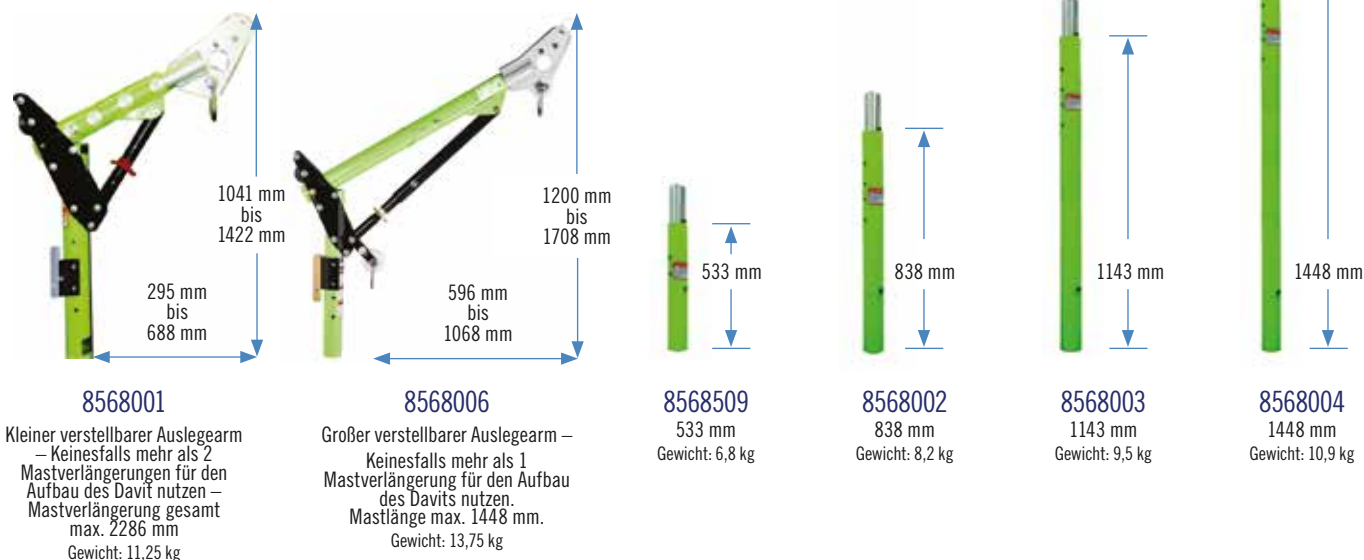 1041 mm
bis
1422 mm
295 mm
bis
688 mm
8568001
Kleiner verstellbarer Auslegearm
– Keinesfalls mehr als 2
Mastverlängerungen für den
Aufbau des Davit nutzen –
Mastverlängerung gesamt
max. 2286 mm
Gewicht: 11,25 kg
1200 mm
bis
1708 mm
596 mm
bis
1068 mm
8568006
Großer verstellbarer Auslegearm –
Keinesfalls mehr als 1
Mastverlängerung für den Aufbau
des Davits nutzen.
Mastlänge max. 1448 mm.
Gewicht: 13,75 kg
533 mm
8568509
533 mm
Gewicht: 6,8 kg
838 mm
8568002
838 mm
Gewicht: 8,2 kg
1143 mm
8568003
1143 mm
Gewicht: 9,5 kg
1448 mm
8568004
1448 mm
Gewicht: 10,9 kg